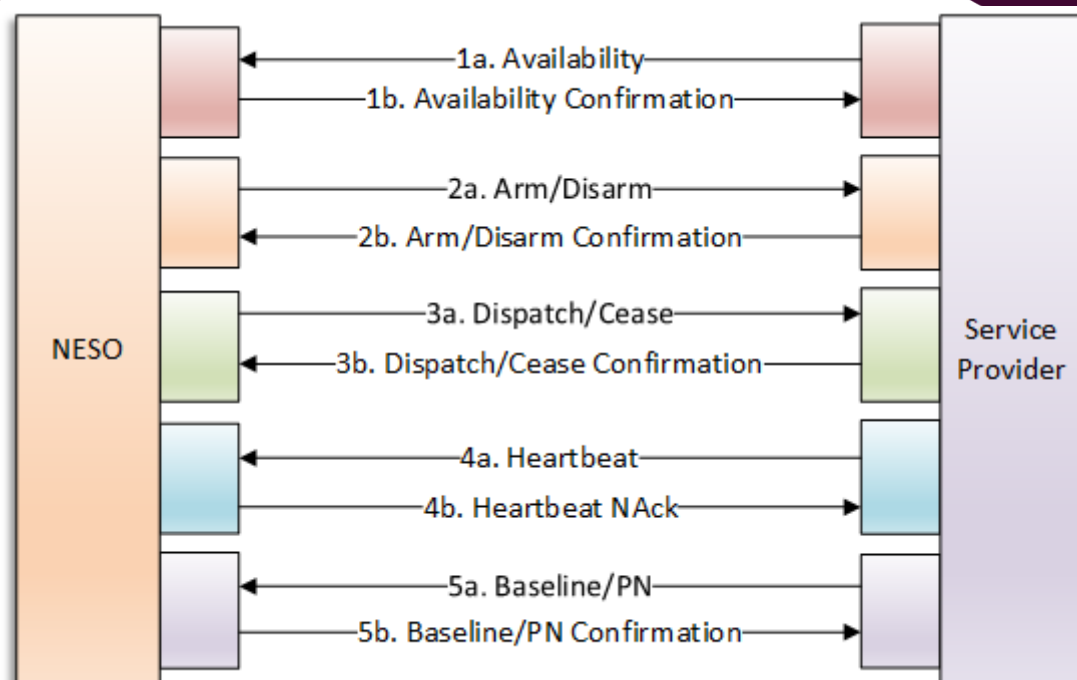 1a. Availability
1b. Availability Confirmation
2a. Arm/Disarm
2b. Arm/Disarm Confirmation
3a. Dispatch/Cease
NESO
3b. Dispatch/Cease Confirmation
Service
Provider
4a. Heartbeat
4b. Heartbeat NAck
5a. Baseline/PN
5b. Baseline/PN Confirmation